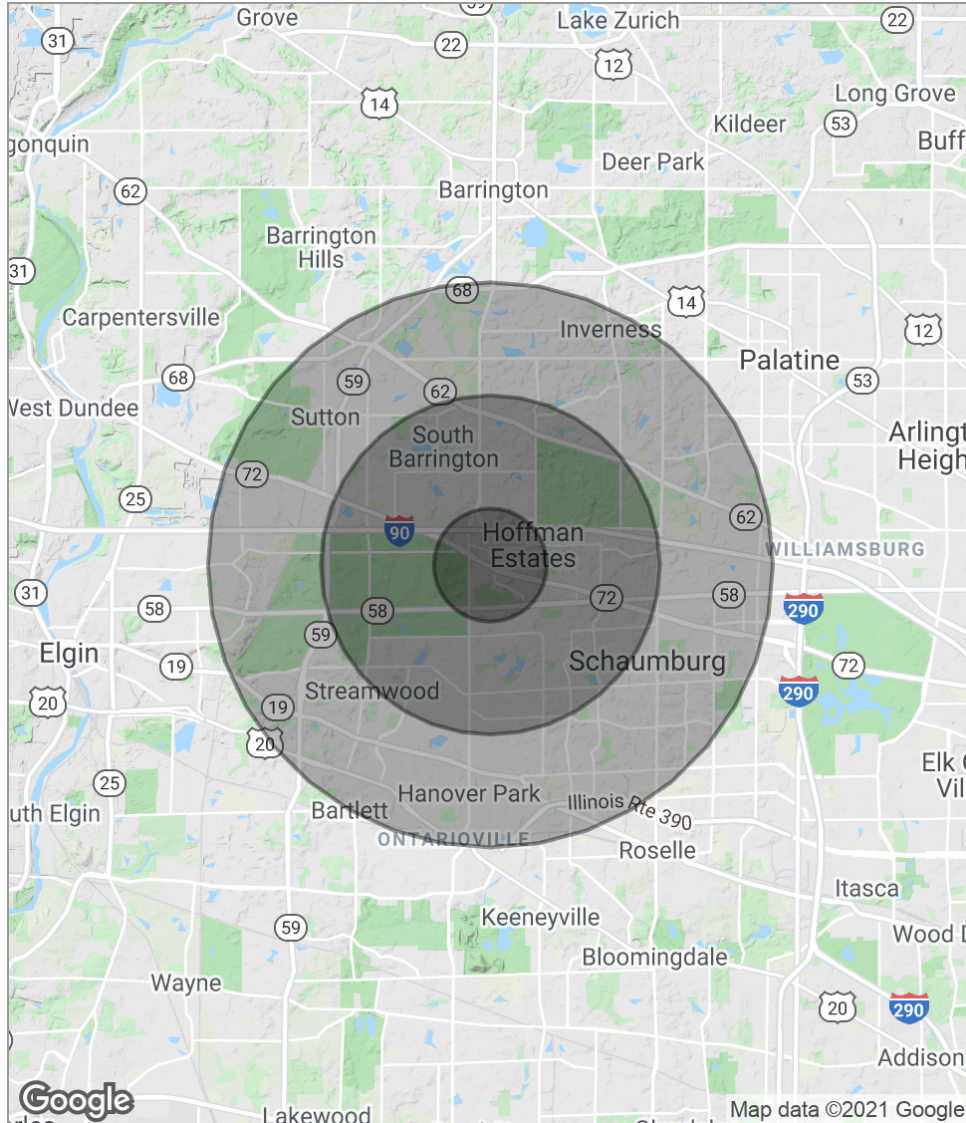 59
Grove
Lake Zurich
22
31
22
12
14
Long Grove
53
Kildeer
gonquin
Buff
Deer Park
62
Barrington
Barrington
Hills
31
68
14
Carpentersville
Inverness
12
Palatine
68
59
53
62
West Dundee
Sutton
South
Barrington
Arlingt
Heigh
72
25
62
90
Hoffman
Estates
WILLIAMSBURG
31
58
58
72
58
290
59
Elgin
19
Schaumburg
72
20
Streamwood
290
19
20
Elk G
Vil
25
Hanover Park
uth Elgin
Bartlett
Illinois Rte 390
ONTARIOVILLE
Roselle
Itasca
59
Keeneyville
Wood D
Bloomingdale
Wayne
20
290
Addison
Google
Map data ©2021 Google
Lakewood